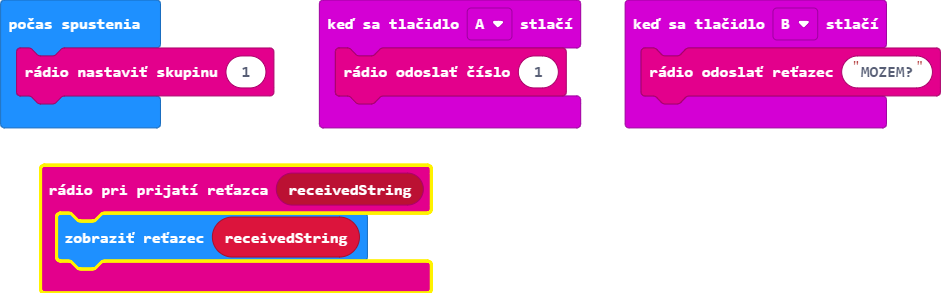 počas spustenia
rádio nastaviť skupinu 1
keď sa tlačidlo A stlačí
rádio odoslať číslo 1
keď sa tlačidlo B stlačí
rádio odoslať reťazec "MOZEM?"
rádio pri prijatí reťazca receivedString
zobraziť reťazec receivedString